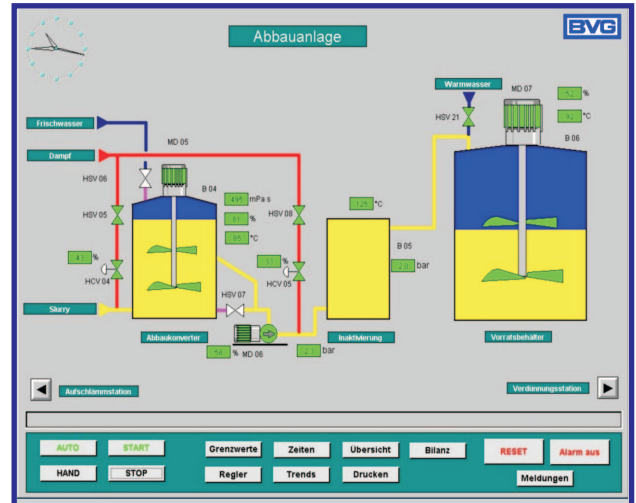 Abbauanlage
BVG
Warmwasser
MD 07
%
HSV 21
°C
B 06
Frischwasser
MD 05
Dampf
HSV 06
B 04
495 mPa s
%
°C
HSV 05
HSV 08
125 °C
%
%
HCV 04
HCV 05
B 05
bar
Slurry
HSV 07
Abbaukonverter
Inaktivierung
Vorratsbehälter
% MD 06
bar
Aufschlämmstation
Verdünnungsstation
AUTO
START
Grenzwerte
Zeiten
Übersicht
Bilanz
RESET
Alarm aus
HAND
STOP
Regler
Trends
Drucken
Meldungen